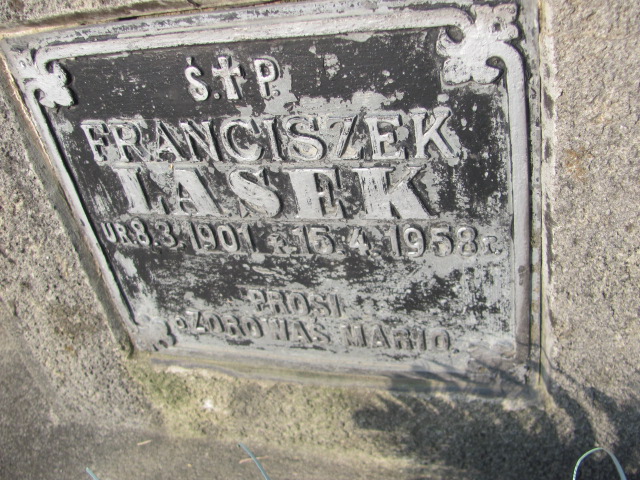 Ś.†P.
FRANCISZEK
LASEK
UR.8.3.1901 Z.15.4.1958 R.
PROSI
O ZDROWAŚ MARIO.